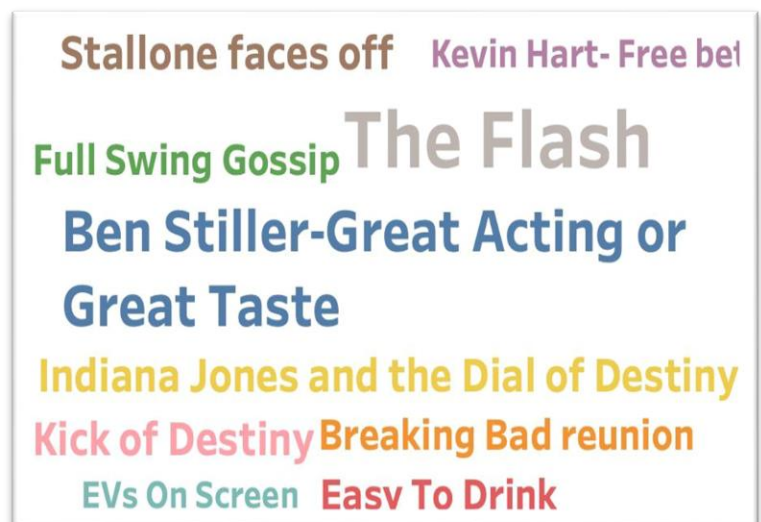 Stallone faces off Kevin Hart- Free bet
Full Swing Gossip The Flash
Ben Stiller-Great Acting or
Great Taste
Indiana Jones and the Dial of Destiny
Kick of Destiny Breaking Bad reunion
EVs On Screen Easy To Drink